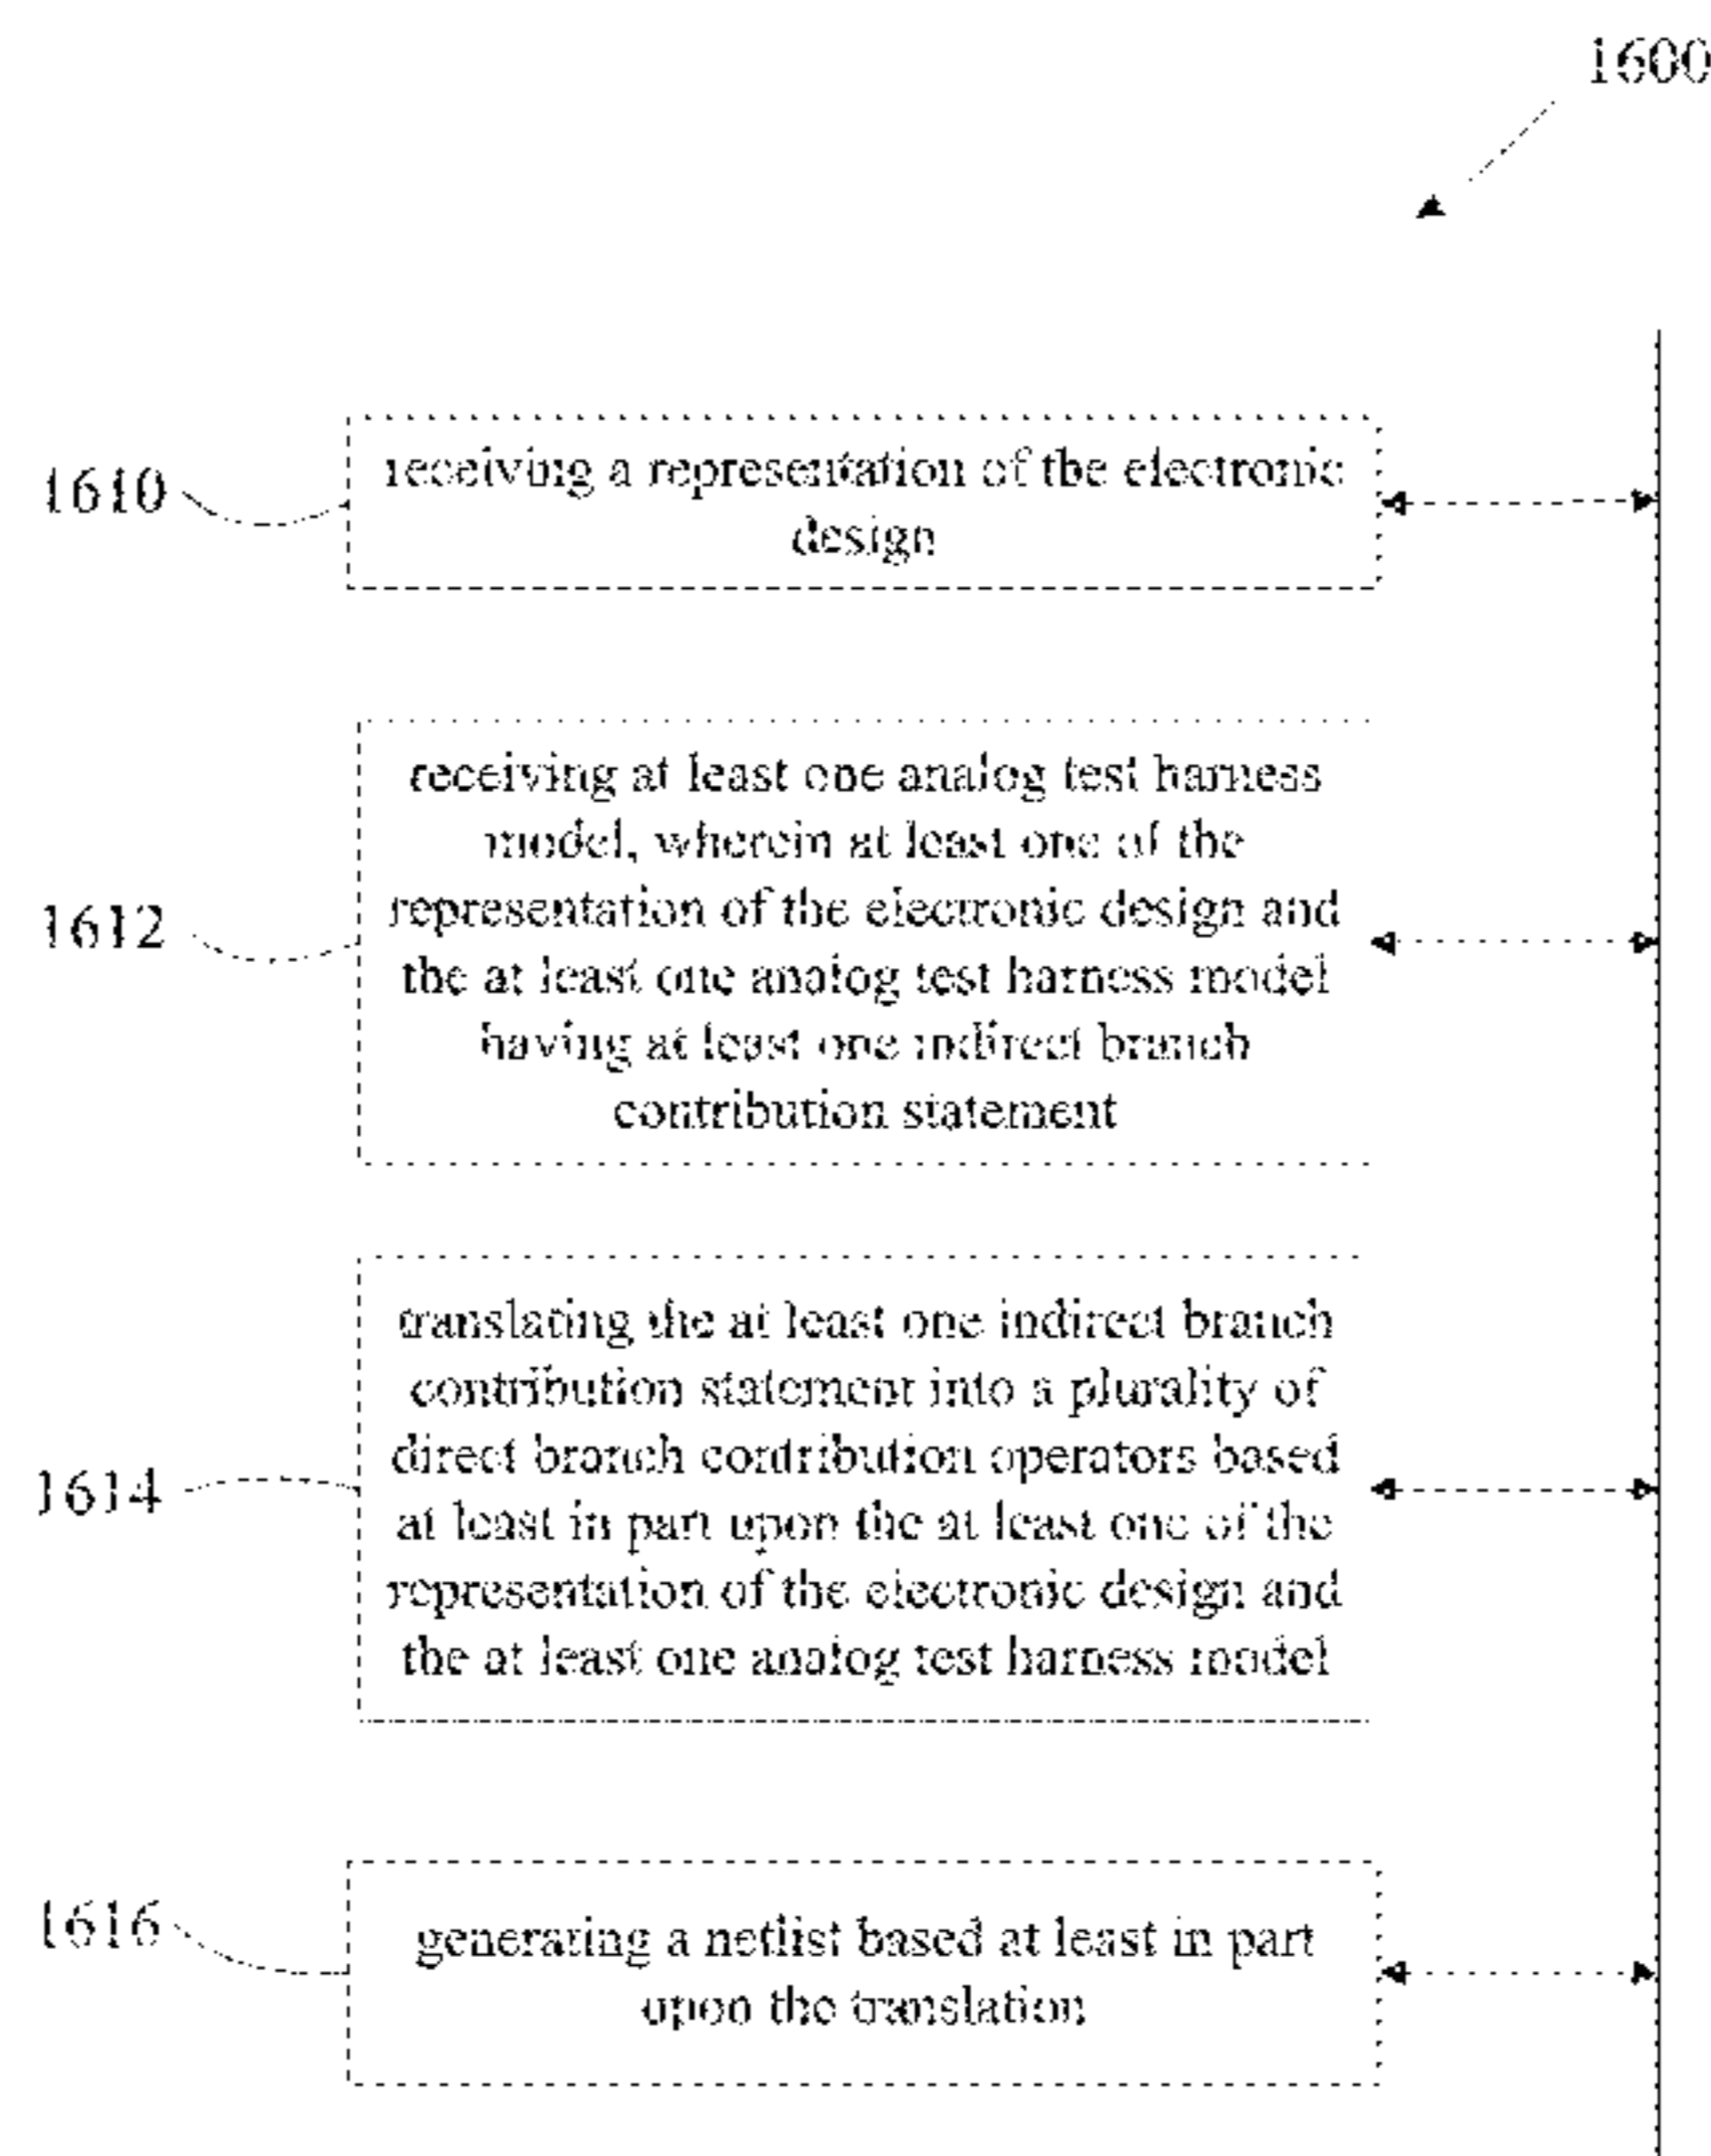 1600
1610
receiving a representation of the electronic
design
1612
receiving at least one analog test harness
model, wherein at least one of the
representation of the electronic design and
the at least one analog test harness model
having at least one indirect branch
contribution statement
1614
translating the at least one indirect branch
contribution statement into a plurality of
direct branch contribution operators based
at least in part upon the at least one of the
representation of the electronic design and
the at least one analog test harness model
1616
generating a netlist based at least in part
upon the translation